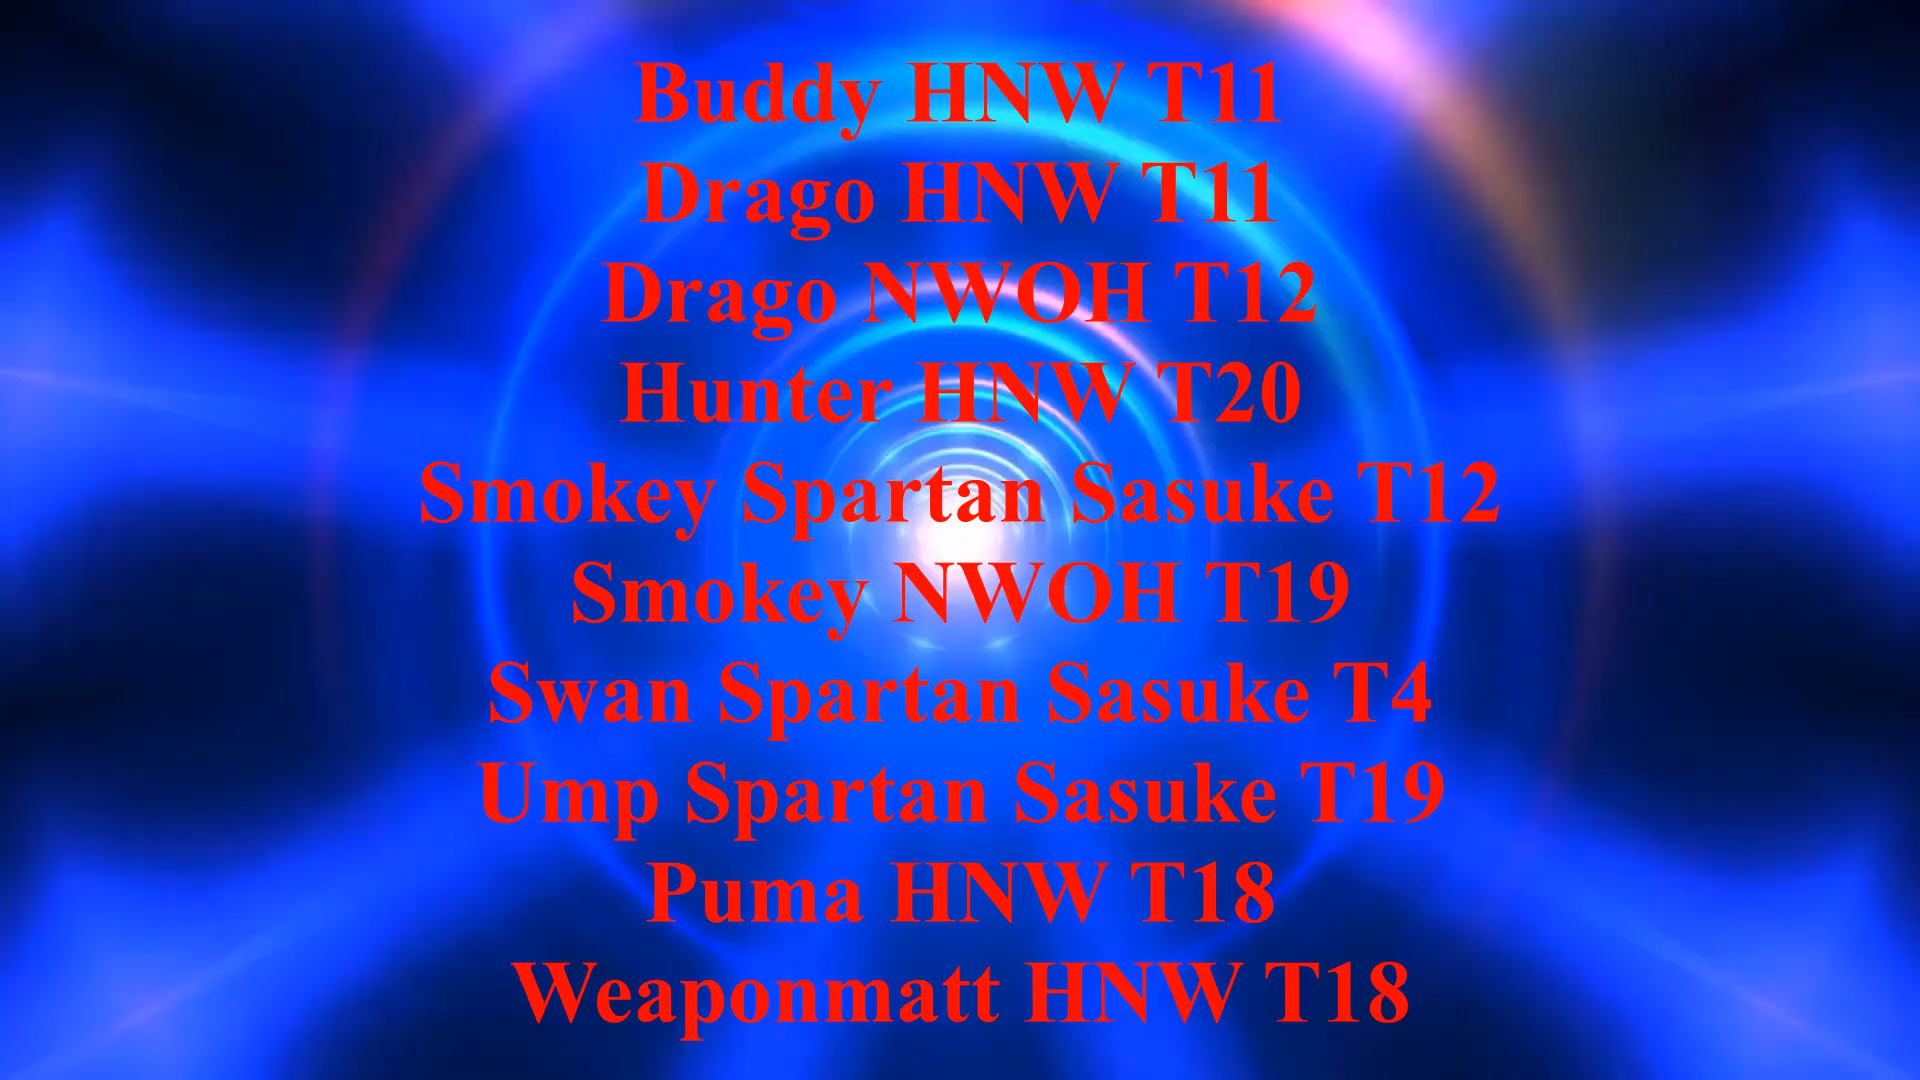 Buddy HNW T11
Drago HNW T11
Drago NWOH T12
Hunter HNW T20
Smokey Spartan Sasuke T12
Smokey NWOH T19
Swan Spartan Sasuke T4
Ump Spartan Sasuke T19
Puma HNW T18
Weaponmatt HNW T18